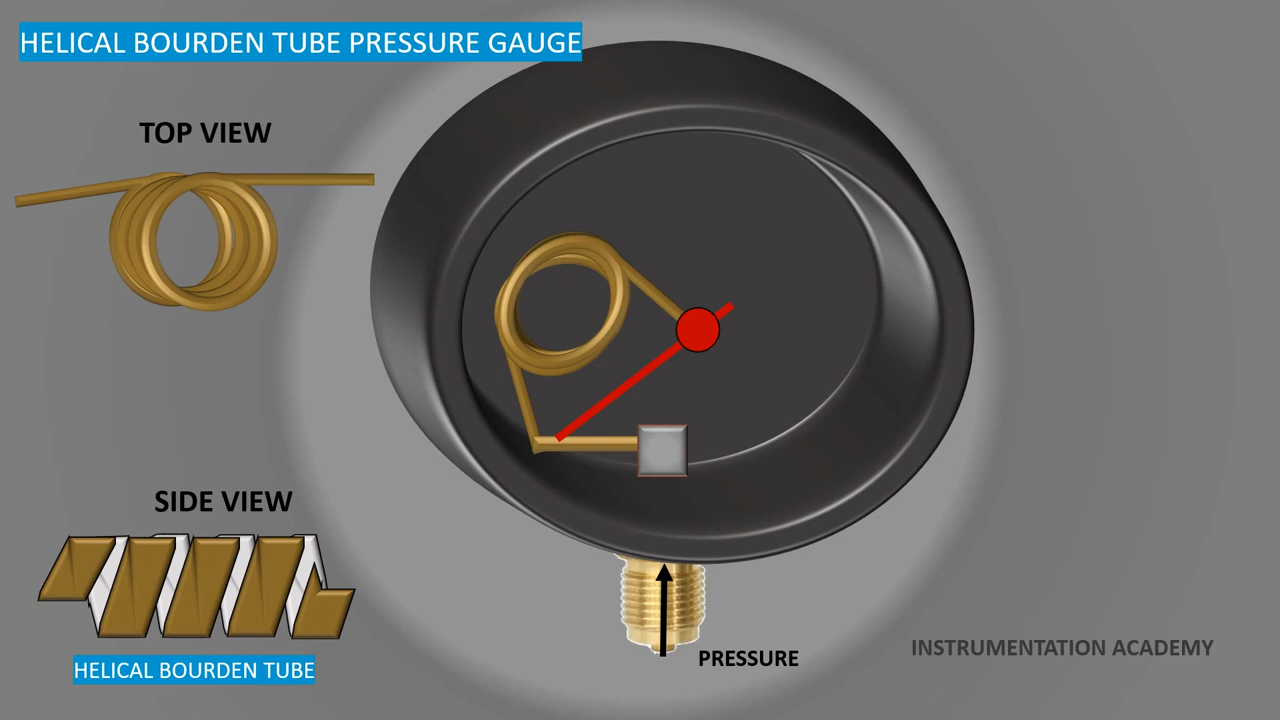 HELICAL BOURDEN TUBE PRESSURE GAUGE
TOP VIEW
SIDE VIEW
HELICAL BOURDEN TUBE
PRESSURE
INSTRUMENTATION ACADEMY